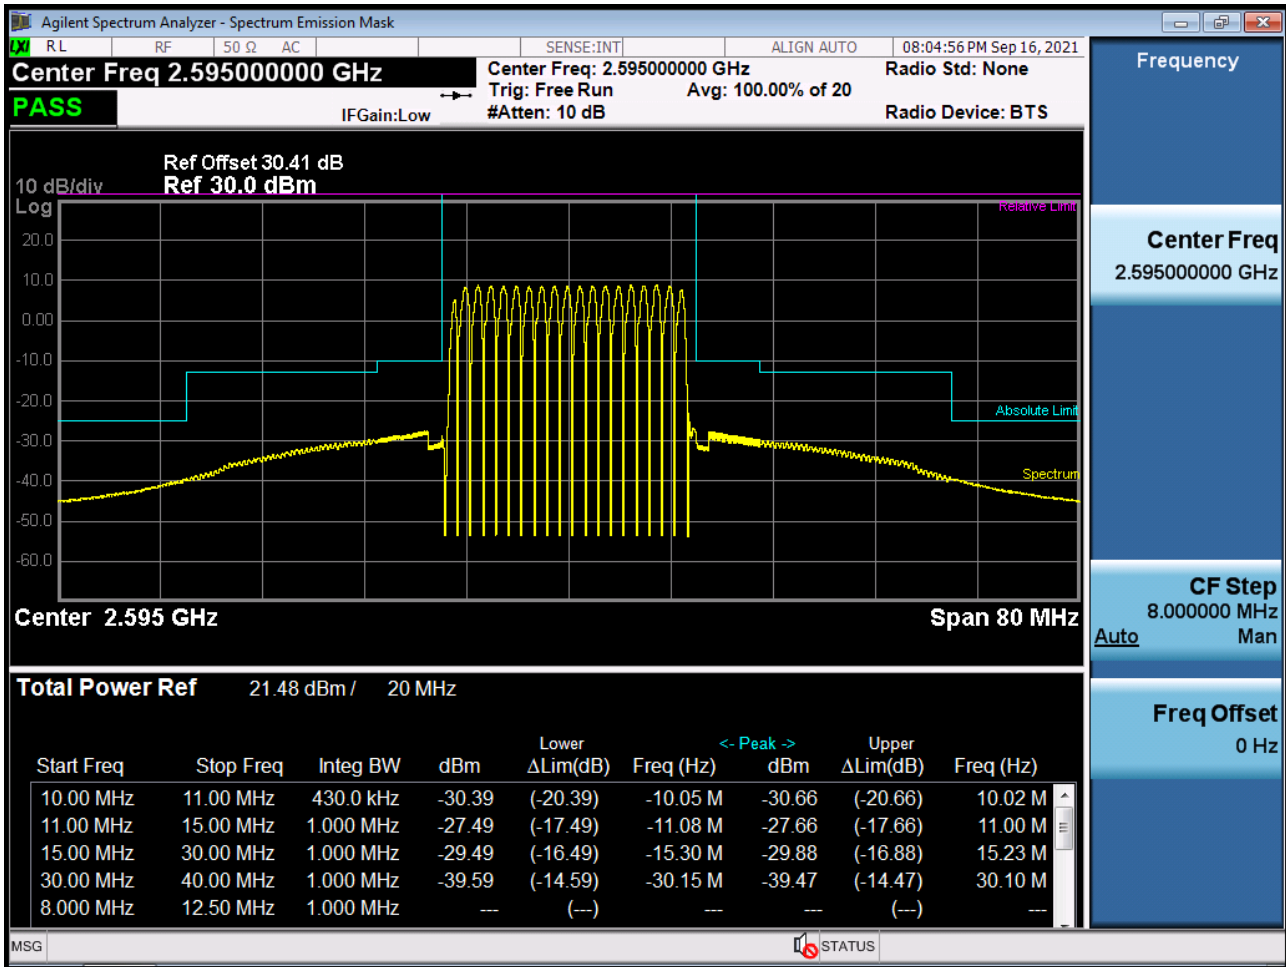 Agilent Spectrum Analyzer - Spectrum Emission Mask
LXI RL RF 50 Ω AC SENSE:INT ALIGN AUTO 08:04:56 PM Sep 16, 2021
Center Freq 2.595000000 GHz
Center Freq: 2.595000000 GHz Radio Std: None
Trig: Free Run Avg: 100.00% of 20
PASS
IFGain:Low #Atten: 10 dB Radio Device: BTS
Ref Offset 30.41 dB
10 dB/div Ref 30.0 dBm
Log
Relative Limit
20.0
10.0
0.00
-10.0
-20.0
Absolute Limit
-30.0
Spectrum
-40.0
-50.0
-60.0
Center 2.595 GHz Span 80 MHz
Total Power Ref 21.48 dBm / 20 MHz
Lower <- Peak -> Upper
Start Freq Stop Freq Integ BW dBm ΔLim(dB) Freq (Hz) dBm ΔLim(dB) Freq (Hz)
10.00 MHz 11.00 MHz 430.0 kHz -30.39 (-20.39) -10.05 M -30.66 (-20.66) 10.02 M
11.00 MHz 15.00 MHz 1.000 MHz -27.49 (-17.49) -11.08 M -27.66 (-17.66) 11.00 M
15.00 MHz 30.00 MHz 1.000 MHz -29.49 (-16.49) -15.30 M -29.88 (-16.88) 15.23 M
30.00 MHz 40.00 MHz 1.000 MHz -39.59 (-14.59) -30.15 M -39.47 (-14.47) 30.10 M
8.000 MHz 12.50 MHz 1.000 MHz --- (---) --- --- (---) ---
MSG STATUS
Frequency
Center Freq
2.595000000 GHz
CF Step
8.000000 MHz
Auto Man
Freq Offset
0 Hz